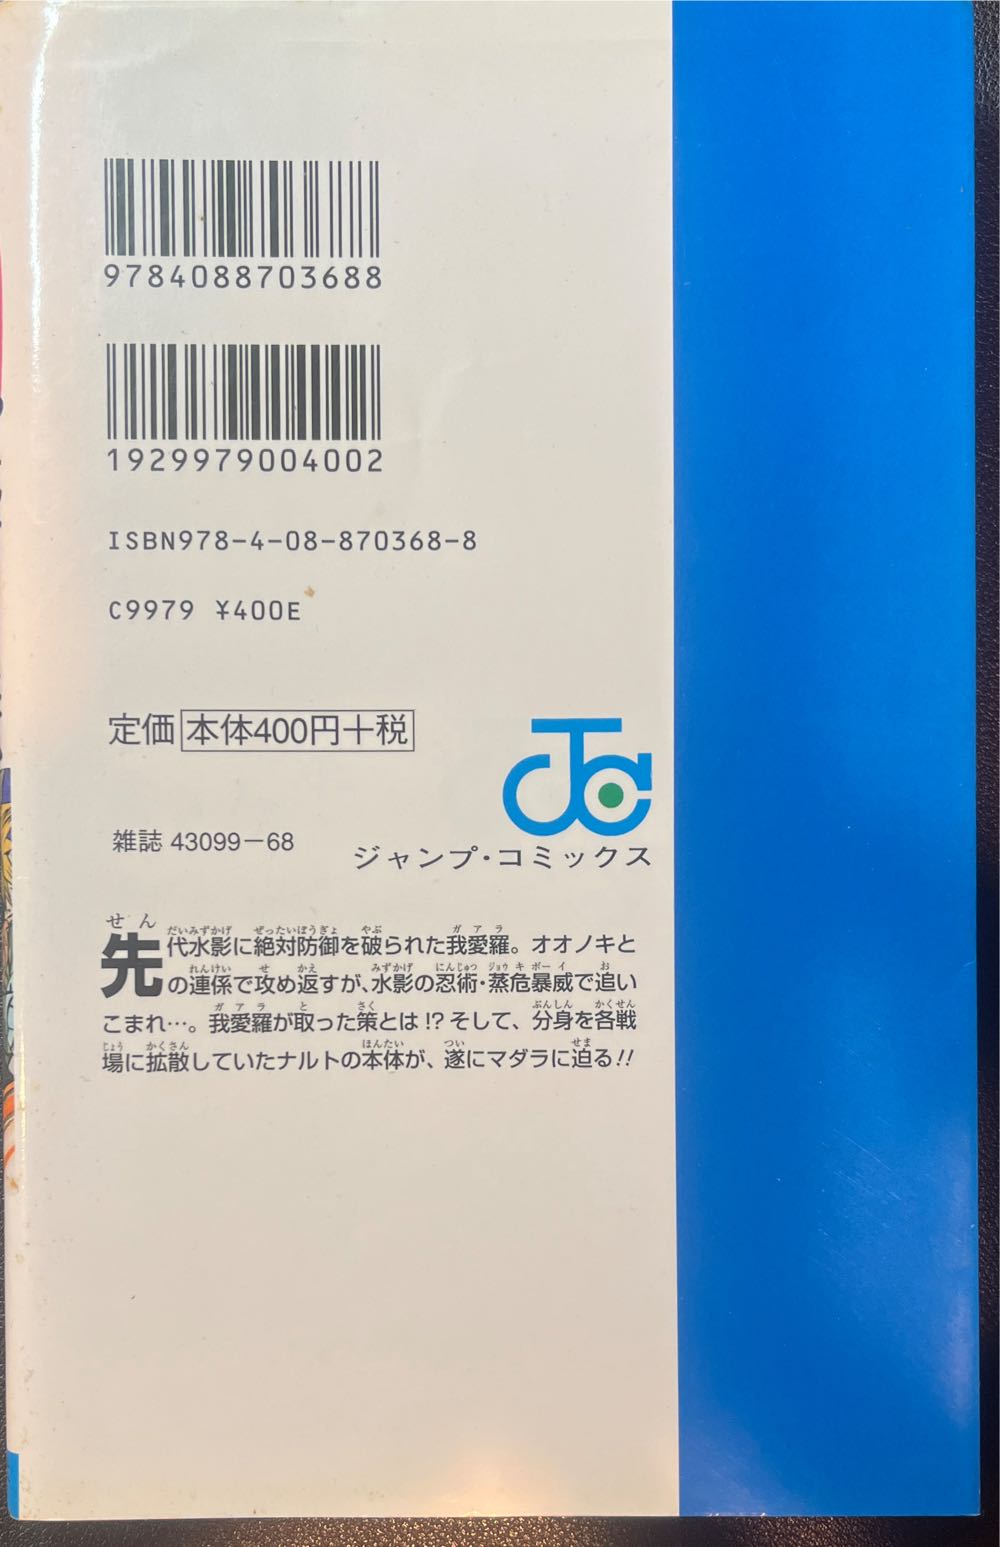 9784088703688
1929979004002
ISBN978-4-08-870368-8
C9979 ¥400E
定価 本体400円+税
雑誌 43099-68
JC
ジャンプ・コミックス
先代水影に絶対防御を破られた我愛羅。オオノキと
の連係で攻め返すが、水影の忍術・蒸危暴威で追い
こまれ…。我愛羅が取った策とは!?そして、分身を各戦
場に拡散していたナルトの本体が、遂にマダラに迫る!!